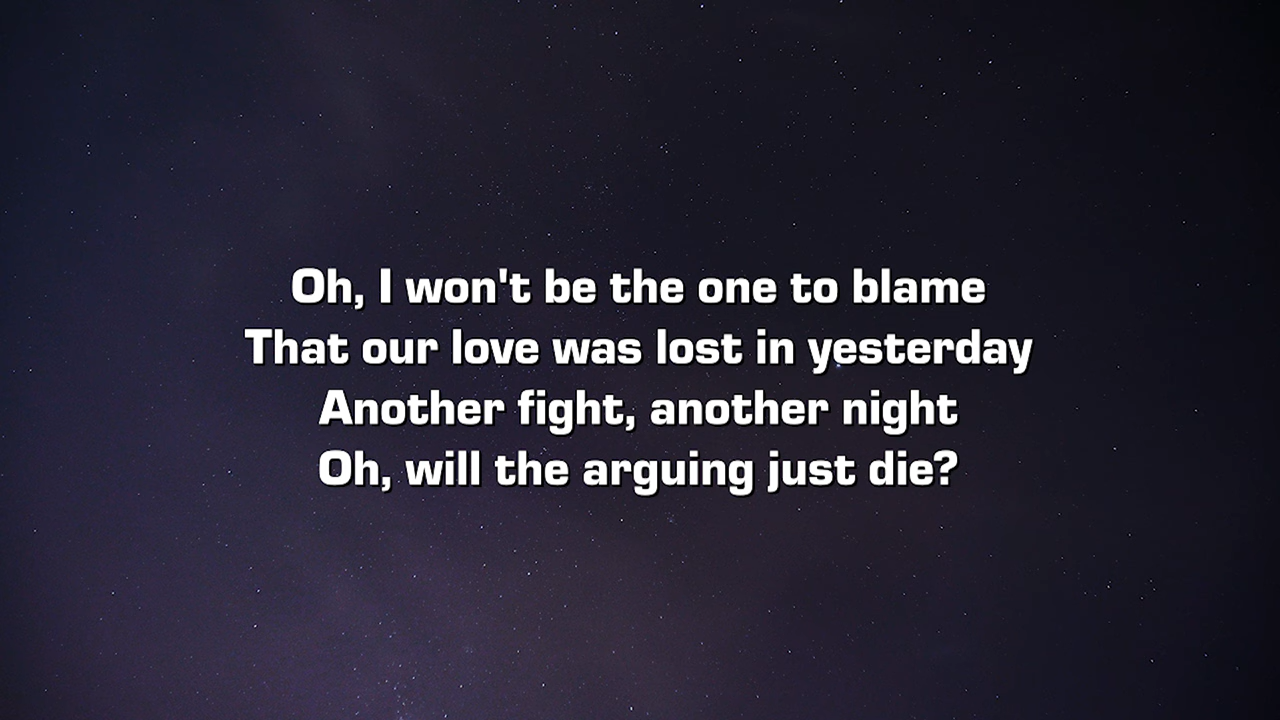 Oh, I won't be the one to blame
That our love was lost in yesterday
Another fight, another night
Oh, will the arguing just die?